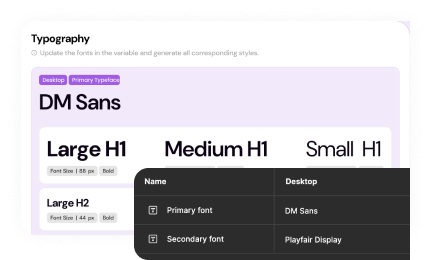 Typography
Update the fonts in the variable and generate all corresponding styles.
Desktop Primary Typeface
DM Sans
Large H1 Medium H1 Small H1
Font Size | 88 px Bold
Large H2
Font Size | 44 px Bold
Name Desktop
Primary font DM Sans
Secondary font Playfair Display